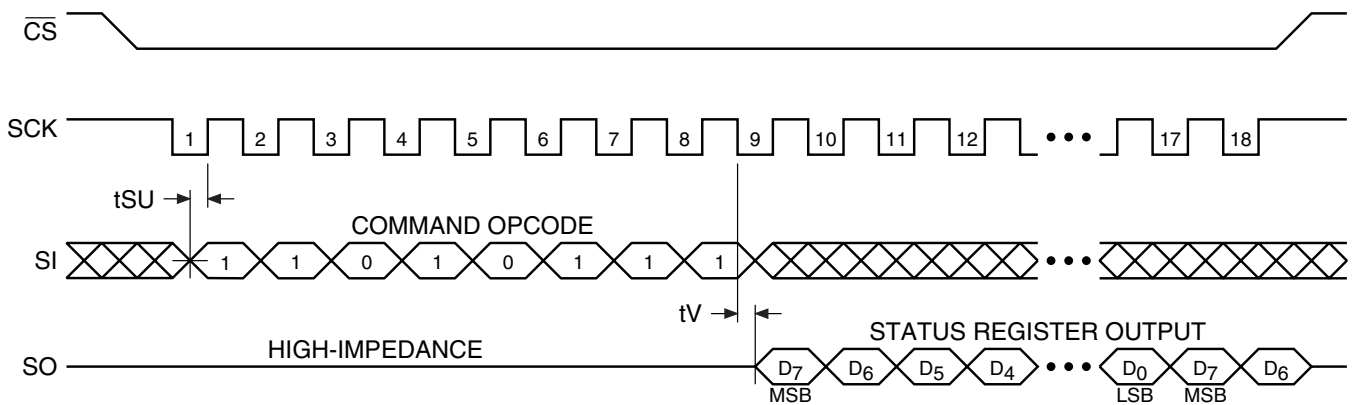 CS
SCK 1 2 3 4 5 6 7 8 9 10 11 12 17 18
tSU
COMMAND OPCODE
SI 1 1 0 1 0 1 1 1
tV
STATUS REGISTER OUTPUT
HIGH-IMPEDANCE
SO D7 D6 D5 D4 D0 D7 D6
MSB LSB MSB